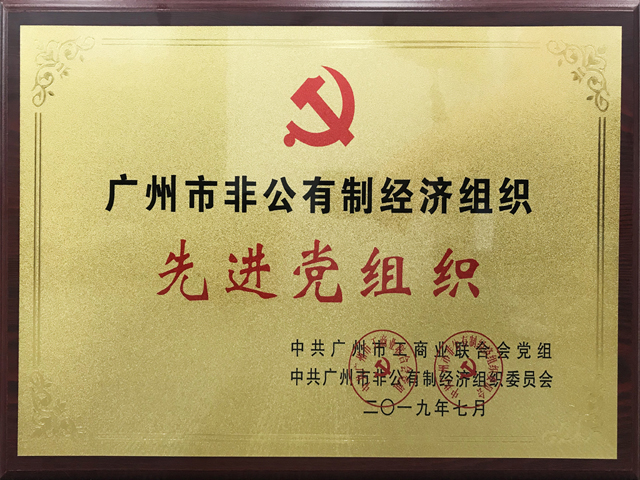 广州市非公有制经济组织
先进党组织
中共广州市工商业联合会党组
中共广州市非公有制经济组织委员会
二〇一九年七月